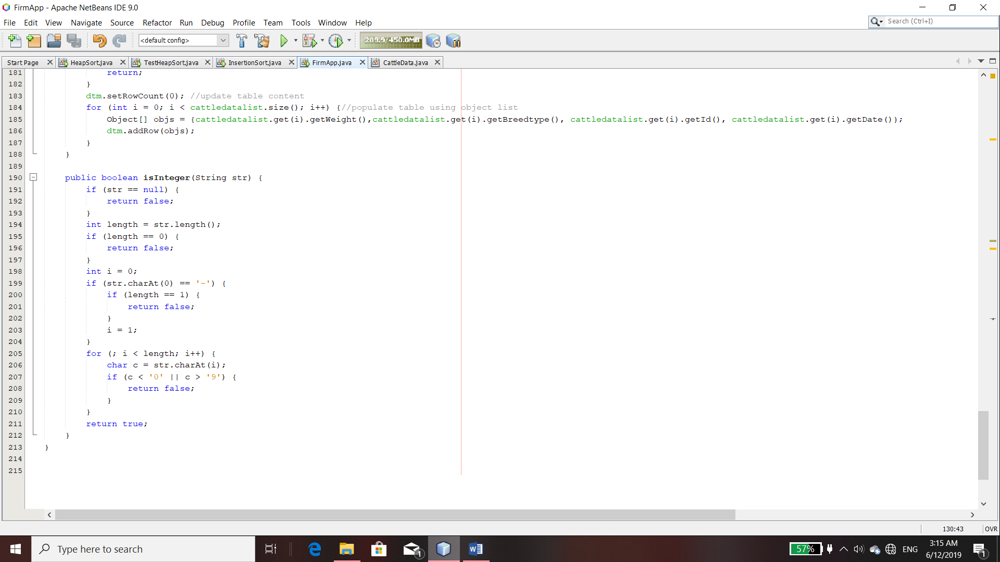 FirmApp - Apache NetBeans IDE 9.0
File Edit View Navigate Source Refactor Run Debug Profile Team Tools Window Help
Search (Ctrl+I)
<default config>
289.9/450.0MB
Start Page HeapSort.java TestHeapSort.java InsertionSort.java FirmApp.java CattleData.java
181 return;
182 }
183 dtm.setRowCount(0); //update table content
184 for (int i = 0; i < cattledatalist.size(); i++) {//populate table using object list
185 Object[] objs = {cattledatalist.get(i).getWeight(),cattledatalist.get(i).getBreedtype(), cattledatalist.get(i).getId(), cattledatalist.get(i).getDate()};
186 dtm.addRow(objs);
187 }
188 }
189
190 public boolean isInteger(String str) {
191 if (str == null) {
192 return false;
193 }
194 int length = str.length();
195 if (length == 0) {
196 return false;
197 }
198 int i = 0;
199 if (str.charAt(0) == '-') {
200 if (length == 1) {
201 return false;
202 }
203 i = 1;
204 }
205 for (; i < length; i++) {
206 char c = str.charAt(i);
207 if (c < '0' || c > '9') {
208 return false;
209 }
210 }
211 return true;
212 }
213 }
214
215
130:43 OVR
Type here to search
1
57%
ENG
3:15 AM
6/12/2019
1